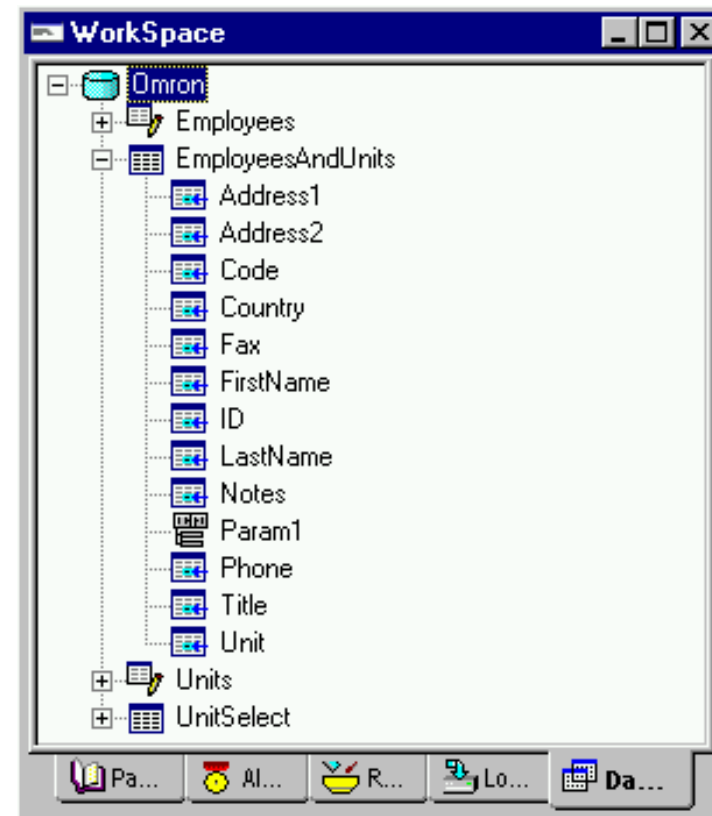 WorkSpace
Omron
Employees
EmployeesAndUnits
Address1
Address2
Code
Country
Fax
FirstName
ID
LastName
Notes
Param1
Phone
Title
Unit
Units
UnitSelect
Pa... Al... R... Lo... Da...